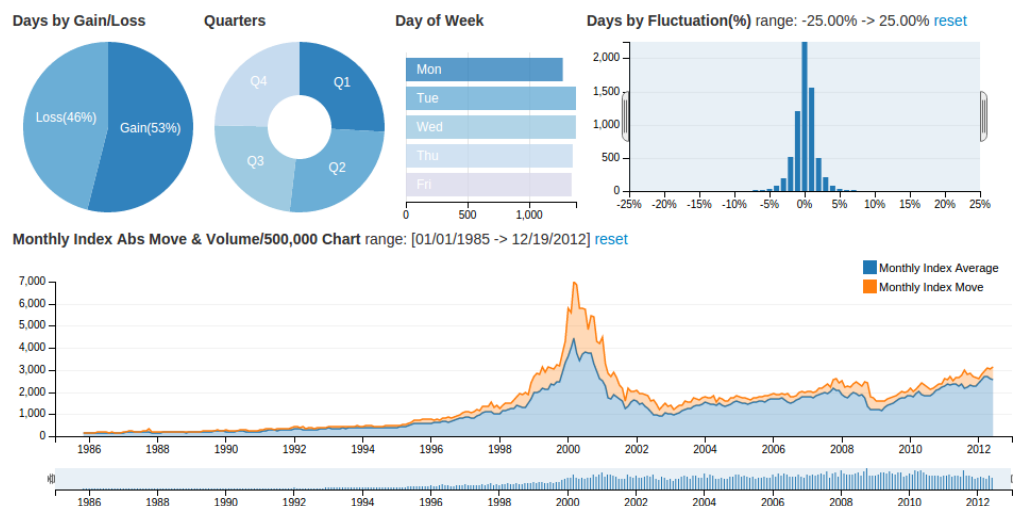 Days by Gain/Loss
Loss(46%)
Gain(53%)
Quarters
Q4
Q1
Q3
Q2
Day of Week
Mon
Tue
Wed
Thu
Fri
0 500 1,000
Days by Fluctuation(%) range: -25.00% -> 25.00% reset
2,000
1,500
1,000
500
0
-25% -20% -15% -10% -5% 0% 5% 10% 15% 20% 25%
Monthly Index Abs Move & Volume/500,000 Chart range: [01/01/1985 -> 12/19/2012] reset
Monthly Index Average
Monthly Index Move
7,000
6,000
5,000
4,000
3,000
2,000
1,000
0
1986 1988 1990 1992 1994 1996 1998 2000 2002 2004 2006 2008 2010 2012
1986 1988 1990 1992 1994 1996 1998 2000 2002 2004 2006 2008 2010 2012